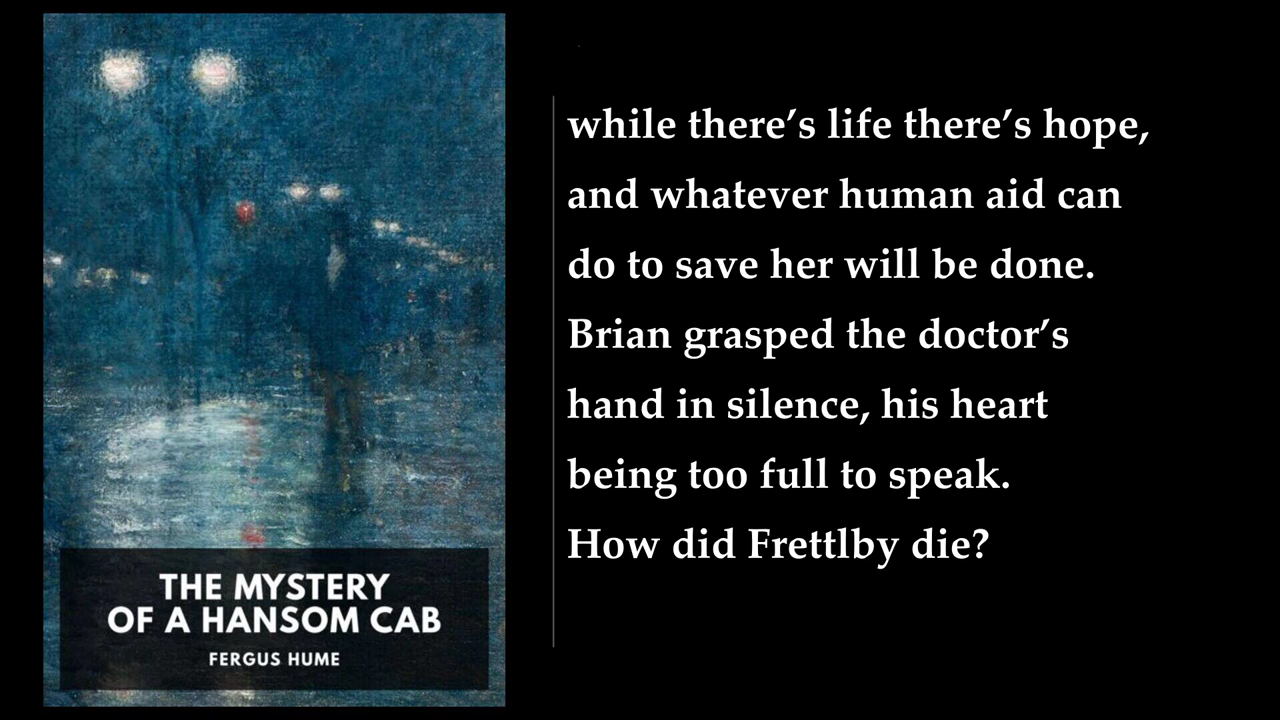 while there’s life there’s hope,
and whatever human aid can
do to save her will be done.
Brian grasped the doctor’s
hand in silence, his heart
being too full to speak.
How did Frettlby die?
THE MYSTERY
OF A HANSOM CAB
FERGUS HUME